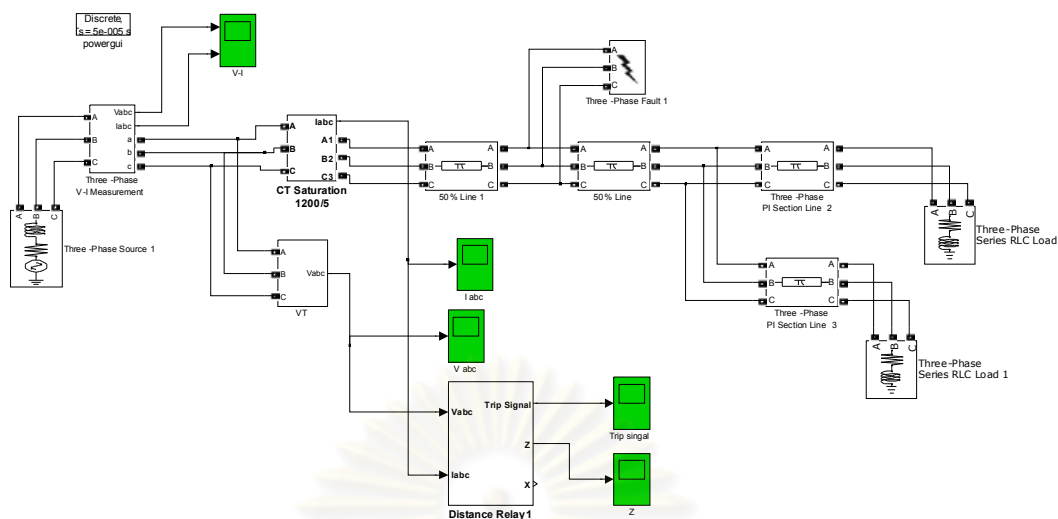 Discrete,
s = 5e-005 s
powergui
V-I
Vabc
Iabc
A
a
B
b
C
c
Three -Phase
V-I Measurement
A B C
Three -Phase Source 1
Iabc
A
A1
B
B2
C
C3
CT Saturation
1200/5
A
B
C
Vabc
VT
A A
B B
C C
50 % Line 1
A
B
C
Three -Phase Fault 1
A A
B B
C C
50 % Line
A A
B B
C C
Three -Phase
PI Section Line 2
A B C
Three-Phase
Series RLC Load
A A
B B
C C
Three -Phase
PI Section Line 3
A B C
Three-Phase
Series RLC Load 1
I abc
V abc
Vabc
Trip Signal
Z
Iabc
X
Distance Relay1
Trip singal
Z